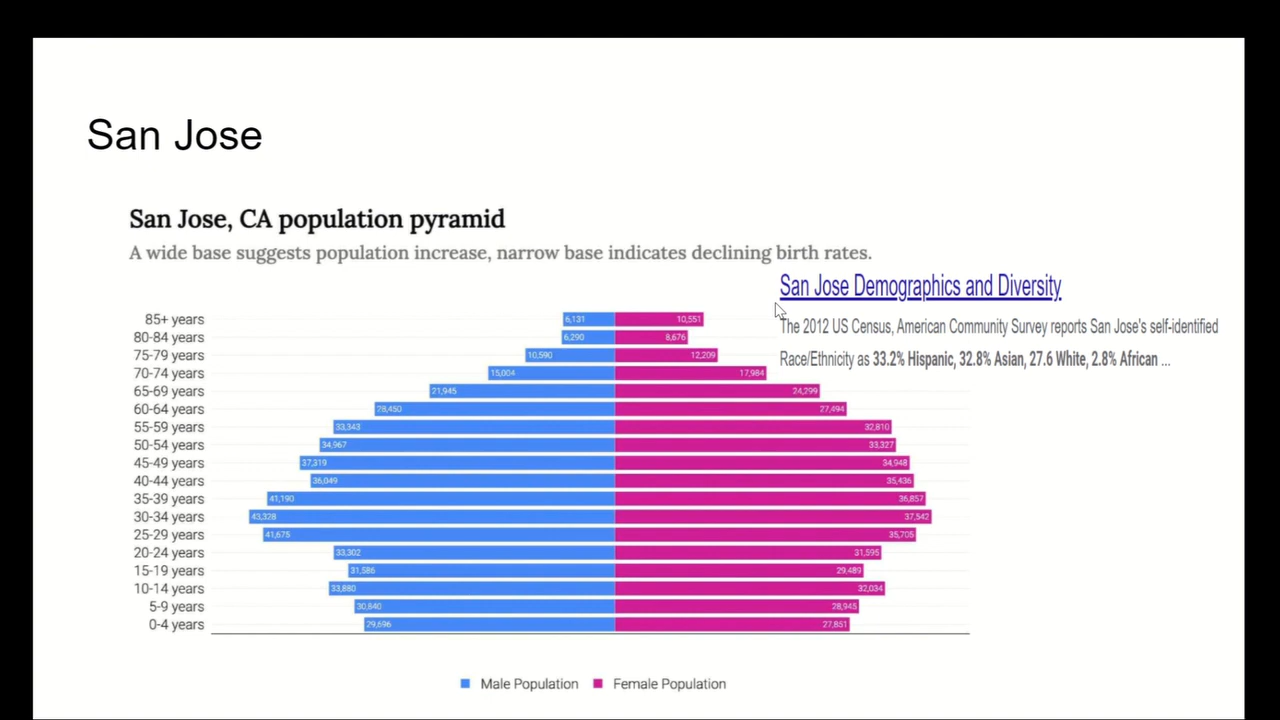 San Jose
San Jose, CA population pyramid
A wide base suggests population increase, narrow base indicates declining birth rates.
San Jose Demographics and Diversity
The 2012 US Census, American Community Survey reports San Jose's self-identified
Race/Ethnicity as 33.2% Hispanic, 32.8% Asian, 27.6 White, 2.8% African ...
85+ years 6,131 10,551
80-84 years 6,290 8,676
75-79 years 10,590 12,209
70-74 years 15,004 17,984
65-69 years 21,945 24,299
60-64 years 28,450 27,494
55-59 years 33,343 32,810
50-54 years 34,967 33,327
45-49 years 37,319 34,948
40-44 years 36,049 35,436
35-39 years 41,190 36,857
30-34 years 43,328 37,542
25-29 years 41,675 35,705
20-24 years 33,302 31,595
15-19 years 31,586 29,489
10-14 years 33,880 32,034
5-9 years 30,840 28,945
0-4 years 29,696 27,851
Male Population Female Population